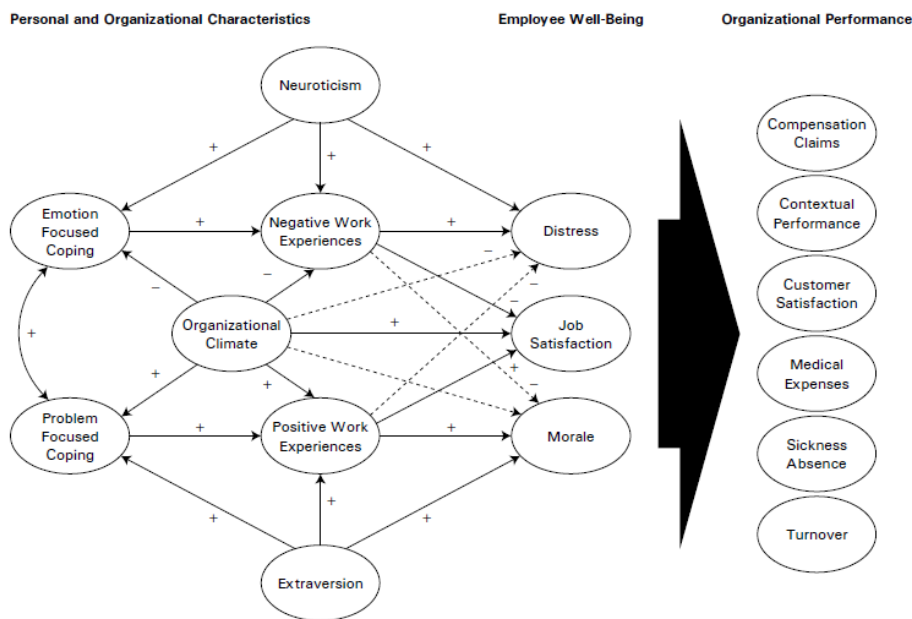 Personal and Organizational Characteristics
Employee Well-Being
Organizational Performance
Neuroticism
Compensation
Claims
+
+
+
Emotion
Focused
Coping
+
Negative Work
Experiences
+
Distress
Contextual
Performance
−
−
−
−
Customer
Satisfaction
−
−
Organizational
Climate
+
Job
Satisfaction
+
+
+
+
−
Medical
Expenses
Problem
Focused
Coping
+
Positive Work
Experiences
+
Morale
Sickness
Absence
+
+
+
Turnover
Extraversion